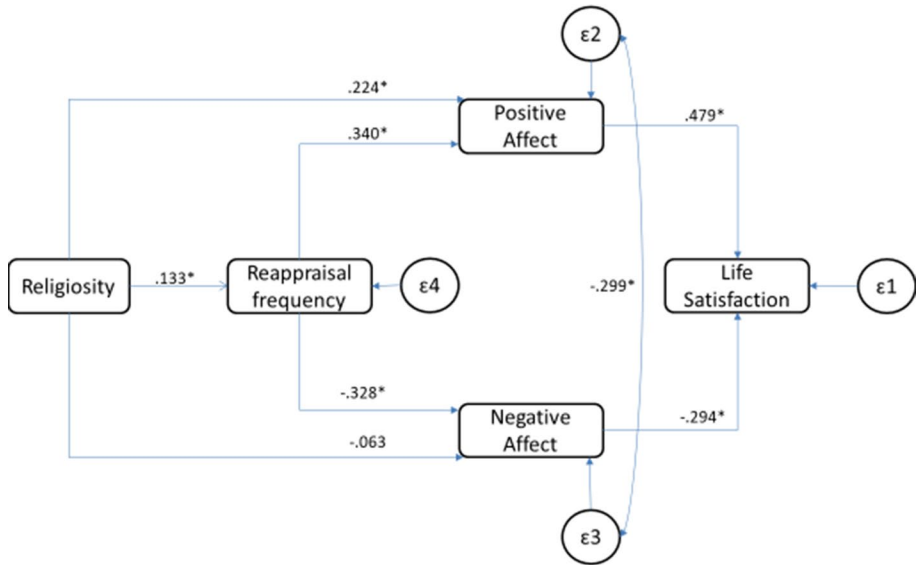 ε2
.224*
Positive
Affect
.479*
.340*
Religiosity
.133*
Reappraisal
frequency
ε4
-.299*
Life
Satisfaction
ε1
-.328*
Negative
Affect
-.294*
-.063
ε3